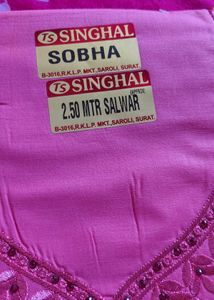 TS SINGHAL
SOBHA
B-3016,R.K.L.P. MKT.,SAROLI, SURAT.
TS SINGHAL
2.50 MTR SALWAR
B-3016,R.K.L.P. MKT.,SAROLI, SURAT.